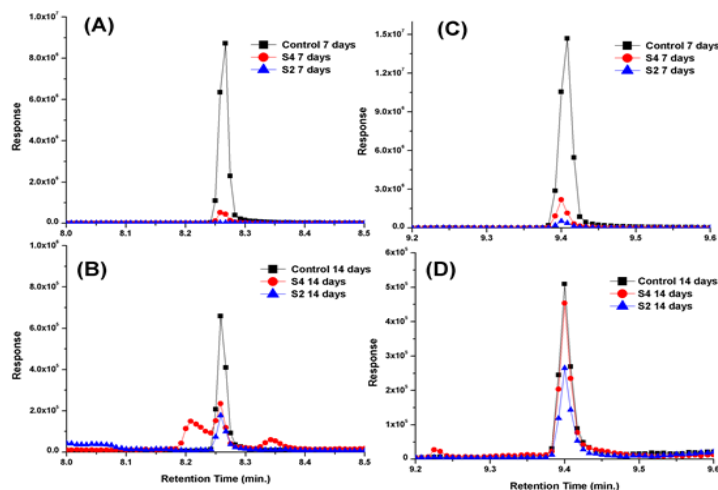 (A)
Control 7 days
S4 7 days
S2 7 days
1.0x10⁷
8.0x10⁶
6.0x10⁶
4.0x10⁶
2.0x10⁶
0.0
Response
8.0 8.1 8.2 8.3 8.4 8.5
(C)
Control 7 days
S4 7 days
S2 7 days
1.5x10⁷
1.2x10⁷
9.0x10⁶
6.0x10⁶
3.0x10⁶
0.0
Response
9.2 9.3 9.4 9.5 9.6
(B)
Control 14 days
S4 14 days
S2 14 days
1.0x10⁶
8.0x10⁵
6.0x10⁵
4.0x10⁵
2.0x10⁵
0.0
Response
8.0 8.1 8.2 8.3 8.4 8.5
Retention Time (min.)
(D)
Control 14 days
S4 14 days
S2 14 days
6x10⁵
5x10⁵
4x10⁵
3x10⁵
2x10⁵
1x10⁵
0
Response
9.2 9.3 9.4 9.5 9.6
Retention Time (min.)